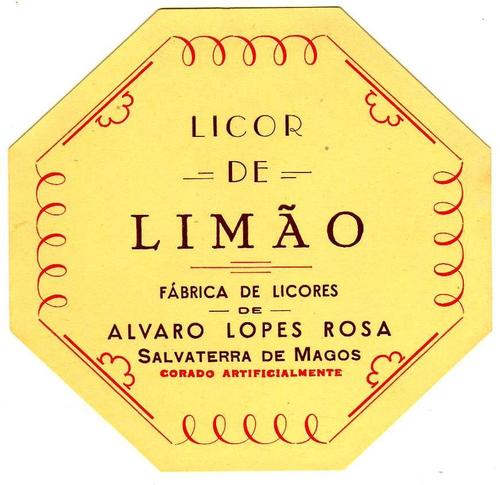 LICOR
DE
LIMÃO
FÁBRICA DE LICORES
DE
ALVARO LOPES ROSA
SALVATERRA DE MAGOS
CORADO ARTIFICIALMENTE